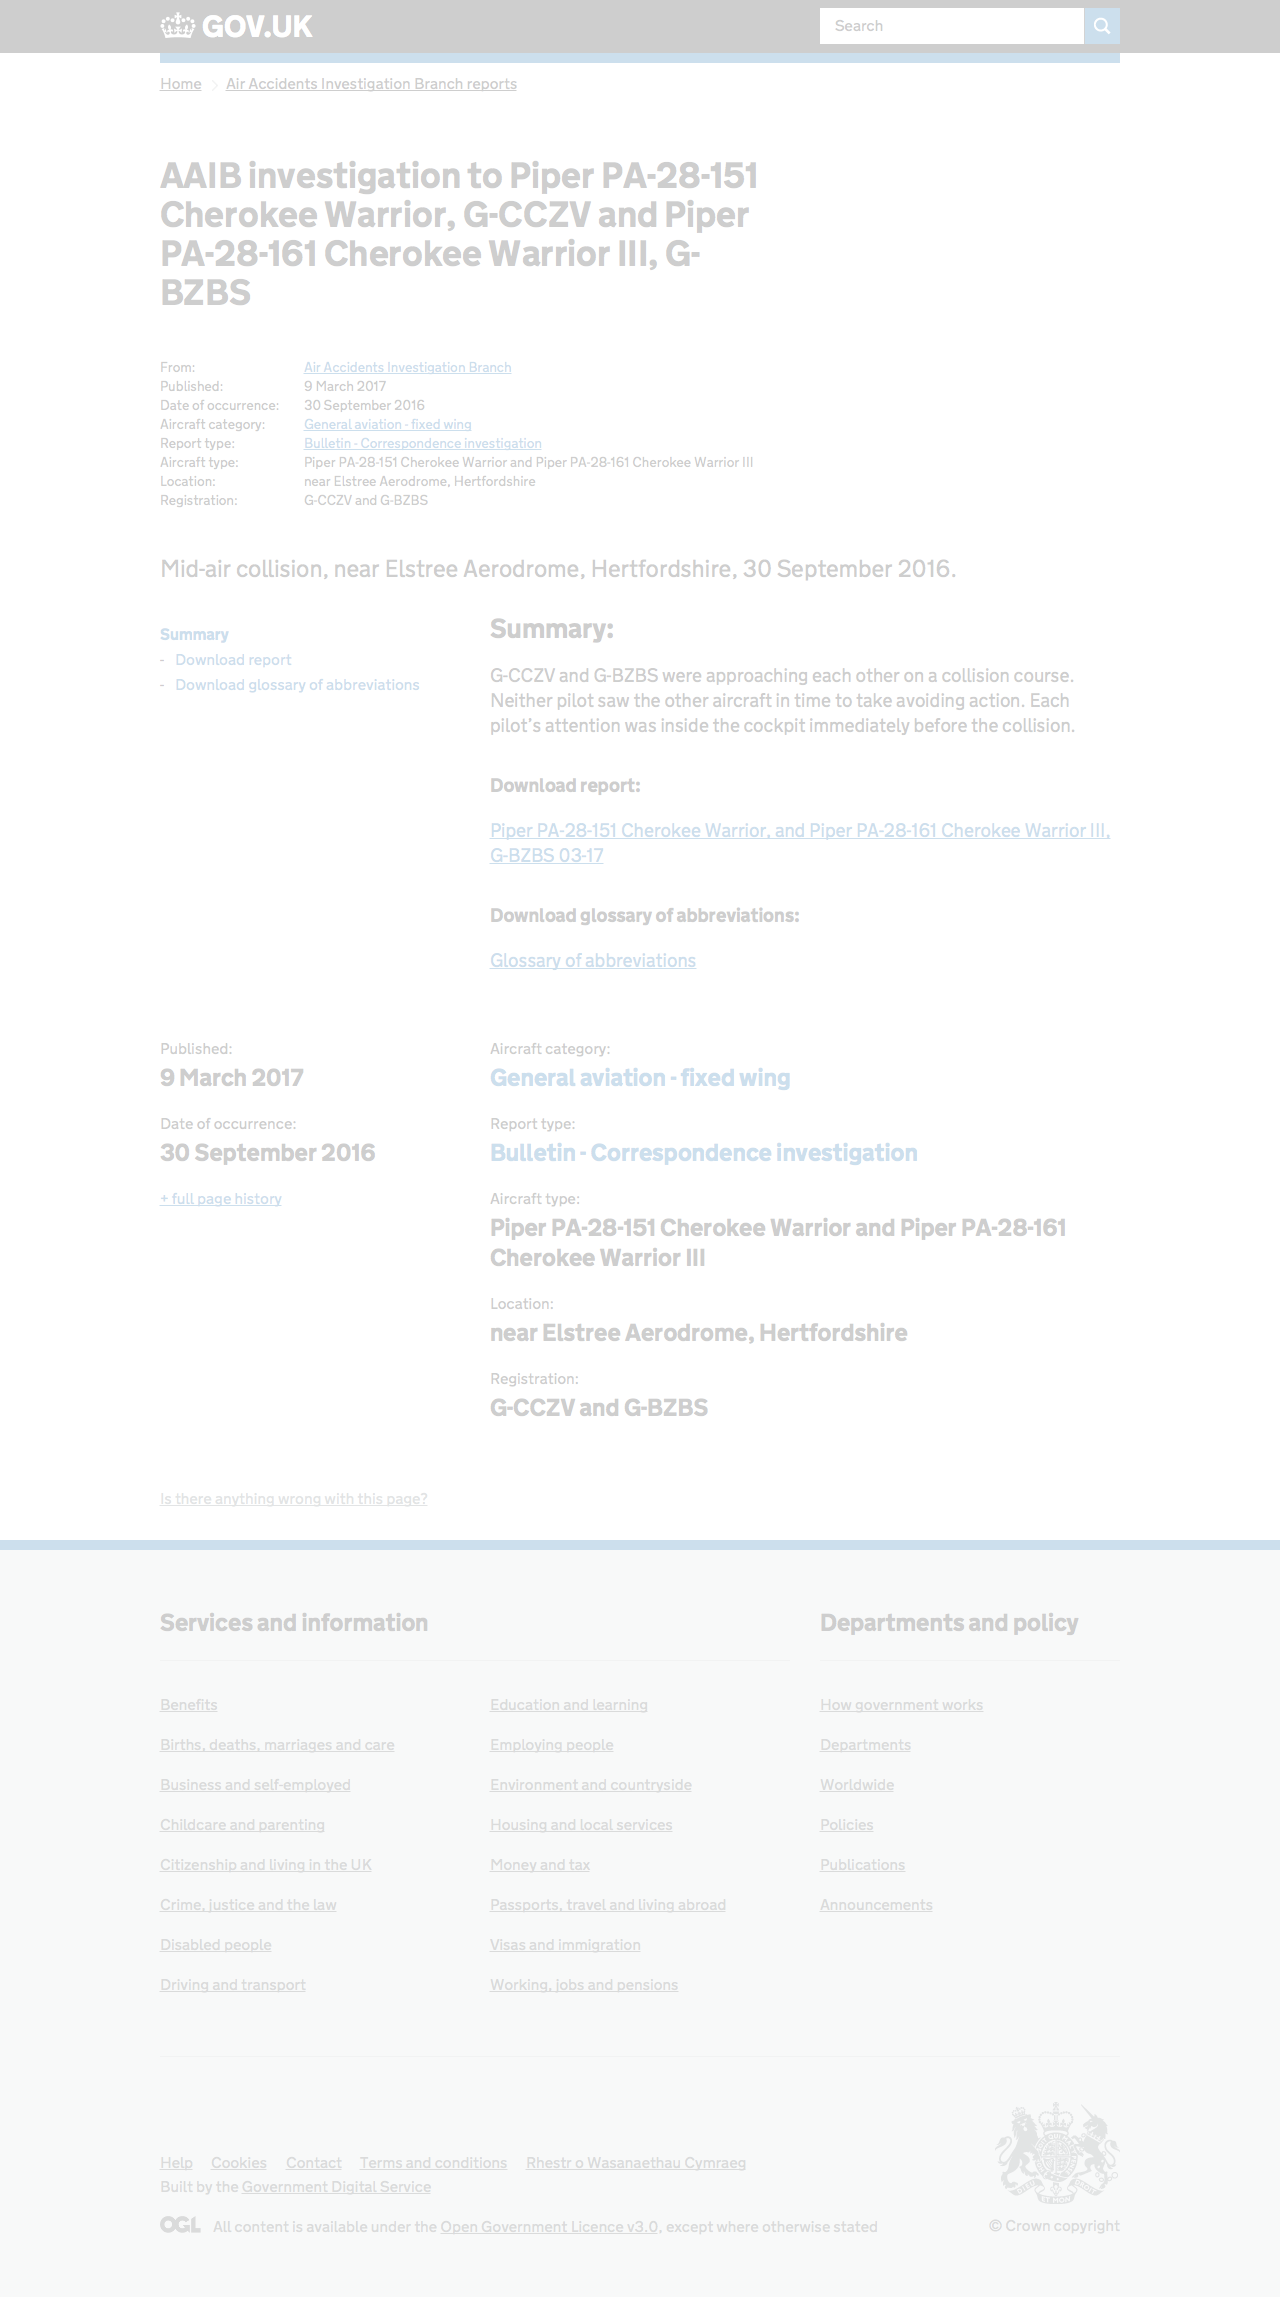 GOV.UK
Search
Home
Air Accidents Investigation Branch reports
AAIB investigation to Piper PA-28-151
Cherokee Warrior, G-CCZV and Piper
PA-28-161 Cherokee Warrior III, G-
BZBS
From: Air Accidents Investigation Branch
Published: 9 March 2017
Date of occurrence: 30 September 2016
Aircraft category: General aviation - fixed wing
Report type: Bulletin - Correspondence investigation
Aircraft type: Piper PA-28-151 Cherokee Warrior and Piper PA-28-161 Cherokee Warrior III
Location: near Elstree Aerodrome, Hertfordshire
Registration: G-CCZV and G-BZBS
Mid-air collision, near Elstree Aerodrome, Hertfordshire, 30 September 2016.
Summary
- Download report
- Download glossary of abbreviations
Summary:
G-CCZV and G-BZBS were approaching each other on a collision course.
Neither pilot saw the other aircraft in time to take avoiding action. Each
pilot's attention was inside the cockpit immediately before the collision.
Download report:
Piper PA-28-151 Cherokee Warrior, and Piper PA-28-161 Cherokee Warrior III,
G-BZBS 03-17
Download glossary of abbreviations:
Glossary of abbreviations
Published:
9 March 2017
Date of occurrence:
30 September 2016
+ full page history
Aircraft category:
General aviation - fixed wing
Report type:
Bulletin - Correspondence investigation
Aircraft type:
Piper PA-28-151 Cherokee Warrior and Piper PA-28-161
Cherokee Warrior III
Location:
near Elstree Aerodrome, Hertfordshire
Registration:
G-CCZV and G-BZBS
Is there anything wrong with this page?
Services and information
Benefits
Births, deaths, marriages and care
Business and self-employed
Childcare and parenting
Citizenship and living in the UK
Crime, justice and the law
Disabled people
Driving and transport
Education and learning
Employing people
Environment and countryside
Housing and local services
Money and tax
Passports, travel and living abroad
Visas and immigration
Working, jobs and pensions
Departments and policy
How government works
Departments
Worldwide
Policies
Publications
Announcements
Help Cookies Contact Terms and conditions Rhestr o Wasanaethau Cymraeg
Built by the Government Digital Service
OGL All content is available under the Open Government Licence v3.0, except where otherwise stated
© Crown copyright